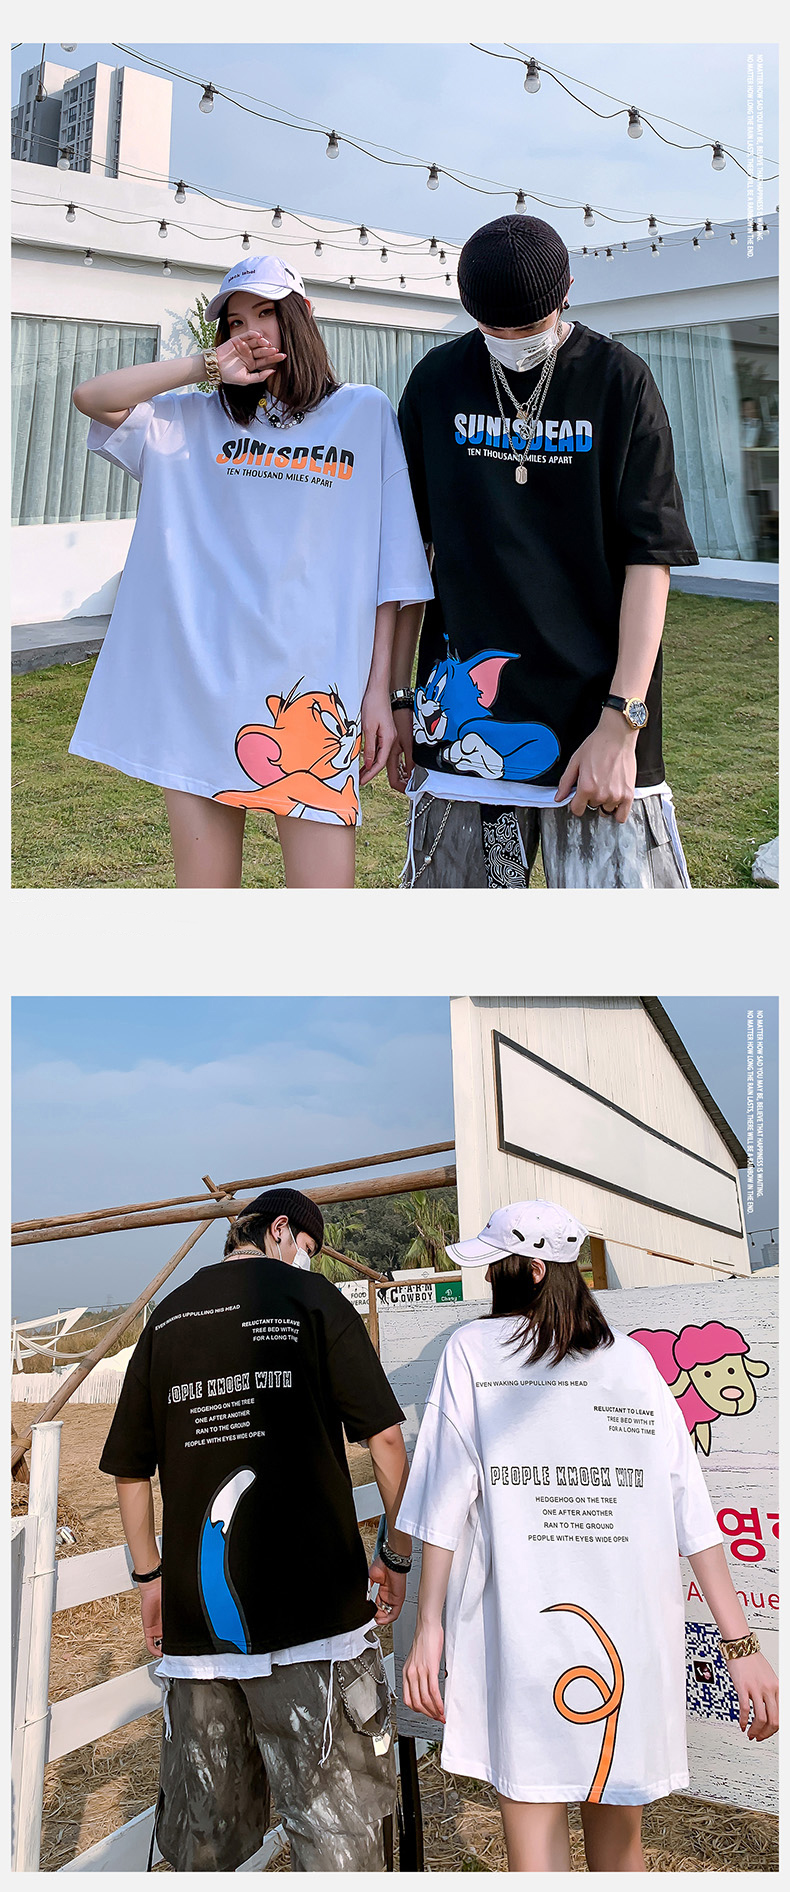 NO MATTER HOW SAD YOU MAY BE, BELIEVE THAT HAPPINESS IS WAITING.
NO MATTER HOW LONG THE RAIN LASTS, THERE WILL BE A RAINBOW IN THE END.
SUNISDEAD
TEN THOUSAND MILES APART
SUNISDEAD
TEN THOUSAND MILES APART
NO MATTER HOW SAD YOU MAY BE, BELIEVE THAT HAPPINESS IS WAITING.
NO MATTER HOW LONG THE RAIN LASTS, THERE WILL BE A RAINBOW IN THE END.
FOOD
FARM
COWBOY
EVEN WAKING UPPULLING HIS HEAD
RELUCTANT TO LEAVE
TREE BED WITH IT
FOR A LONG TIME
PEOPLE KNOCK WITH
HEDGEHOG ON THE TREE
ONE AFTER ANOTHER
RAN TO THE GROUND
PEOPLE WITH EYES WIDE OPEN
EVEN WAKING UPPULLING HIS HEAD
RELUCTANT TO LEAVE
TREE BED WITH IT
FOR A LONG TIME
PEOPLE KNOCK WITH
HEDGEHOG ON THE TREE
ONE AFTER ANOTHER
RAN TO THE GROUND
PEOPLE WITH EYES WIDE OPEN
영